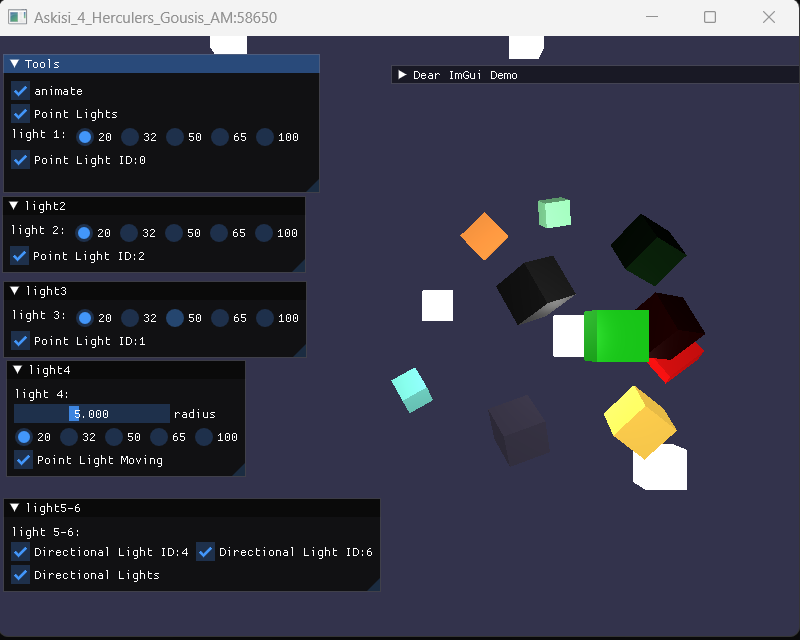 Askisi_4_Herculers_Gousis_AM:58650
Tools
animate
Point Lights
light 1: 20 32 50 65 100
Point Light ID:0
Dear ImGui Demo
light2
light 2: 20 32 50 65 100
Point Light ID:2
light3
light 3: 20 32 50 65 100
Point Light ID:1
light4
light 4:
5.000 radius
20 32 50 65 100
Point Light Moving
light5-6
light 5-6:
Directional Light ID:4 Directional Light ID:6
Directional Lights